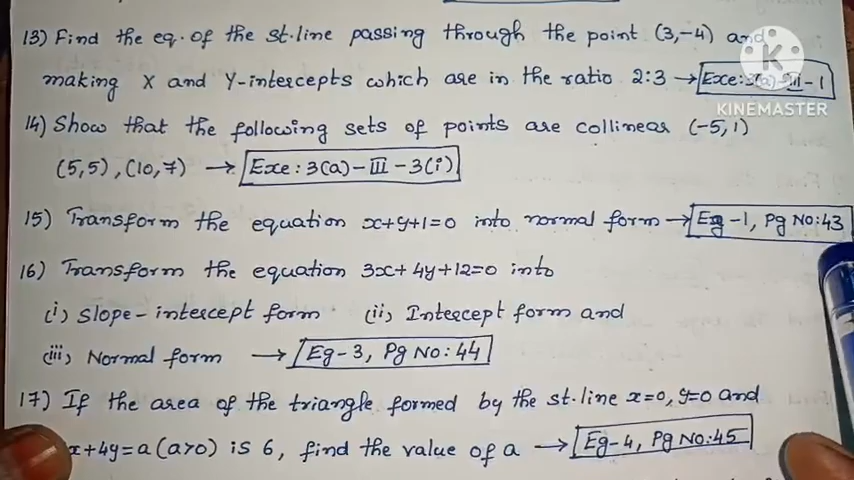 13) Find the eq. of the st.line passing through the point (3,-4) and
making X and Y-intercepts which are in the ratio 2:3 → Exe: 3(a)-III-1
KINEMASTER
14) Show that the following sets of points are collinear (-5,1)
(5,5), (10,7) → Exe: 3(a)-III-3(i)
15) Transform the equation x+y+1=0 into normal form → Eg-1, Pg No:43
16) Transform the equation 3x+4y+12=0 into
(i) Slope-intercept form (ii) Intercept form and
(iii) Normal form → Eg-3, Pg No:44
17) If the area of the triangle formed by the st.line x=0, y=0 and
x+4y=a (a>0) is 6, find the value of a → Eg-4, Pg No:45